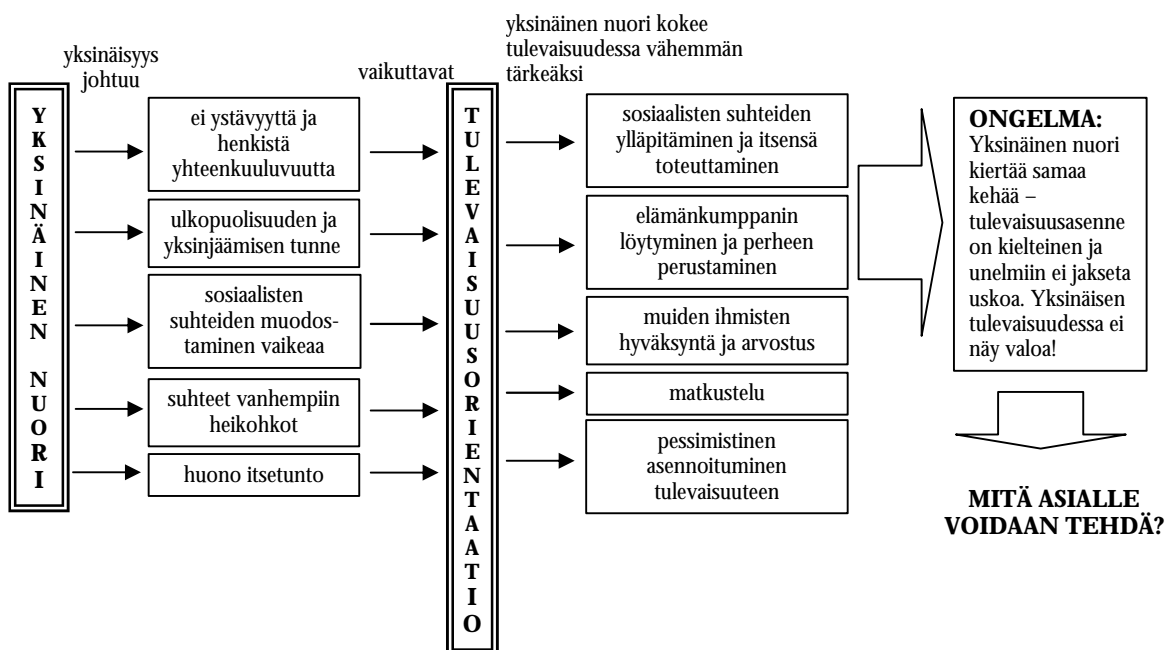 yksinäisyys
johtuu
vaikuttavat
yksinäinen nuori kokee
tulevaisuudessa vähemmän
tärkeäksi
YKSINÄINEN NUORI
ei ystävyyttä ja
henkistä
yhteenkuuluvuutta
ulkopuolisuuden ja
yksinjäämisen tunne
sosiaalisten
suhteiden muodos-
taminen vaikeaa
suhteet vanhempiin
heikohkot
huono itsetunto
TULEVAISUUSORIENTAATIO
sosiaalisten suhteiden
ylläpitäminen ja itsensä
toteuttaminen
elämänkumppanin
löytyminen ja perheen
perustaminen
muiden ihmisten
hyväksyntä ja arvostus
matkustelu
pessimistinen
asennoituminen
tulevaisuuteen
ONGELMA:
Yksinäinen nuori
kiertää samaa
kehää –
tulevaisuusasenne
on kielteinen ja
unelmiin ei jakseta
uskoa. Yksinäisen
tulevaisuudessa ei
näy valoa!
MITÄ ASIALLE
VOIDAAN TEHDÄ?